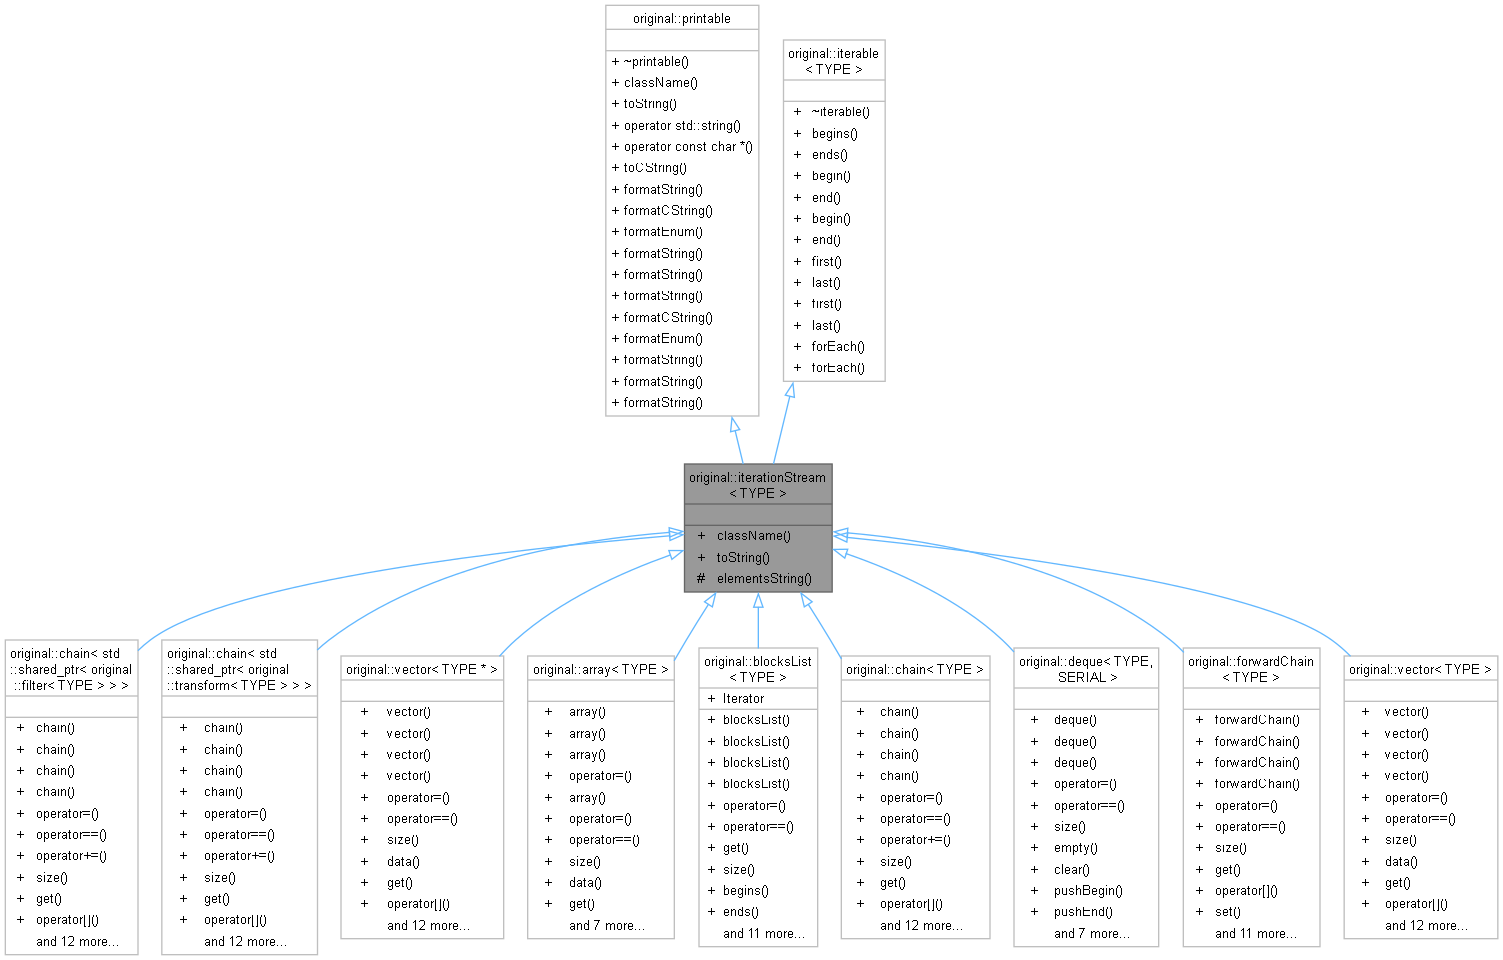 original::printable
+ ~printable()
+ className()
+ toString()
+ operator std::string()
+ operator const char *()
+ toCString()
+ formatString()
+ formatCString()
+ formatEnum()
+ formatString()
+ formatString()
+ formatString()
+ formatCString()
+ formatEnum()
+ formatString()
+ formatString()
+ formatString()
original::iterable
< TYPE >
+ ~iterable()
+ begins()
+ ends()
+ begin()
+ end()
+ begin()
+ end()
+ first()
+ last()
+ first()
+ last()
+ forEach()
+ forEach()
original::iterationStream
< TYPE >
+ className()
+ toString()
# elementsString()
original::chain< std
::shared_ptr< original
::filter< TYPE > > >
+ chain()
+ chain()
+ chain()
+ chain()
+ operator=()
+ operator==()
+ operator+=()
+ size()
+ get()
+ operator[]()
and 12 more...
original::chain< std
::shared_ptr< original
::transform< TYPE > > >
+ chain()
+ chain()
+ chain()
+ chain()
+ operator=()
+ operator==()
+ operator+=()
+ size()
+ get()
+ operator[]()
and 12 more...
original::vector< TYPE * >
+ vector()
+ vector()
+ vector()
+ vector()
+ operator=()
+ operator==()
+ size()
+ data()
+ get()
+ operator[]()
and 12 more...
original::array< TYPE >
+ array()
+ array()
+ array()
+ operator=()
+ array()
+ operator=()
+ operator==()
+ size()
+ data()
+ get()
and 7 more...
original::blocksList
< TYPE >
+ Iterator
+ blocksList()
+ blocksList()
+ blocksList()
+ blocksList()
+ operator=()
+ operator==()
+ get()
+ size()
+ begins()
+ ends()
and 11 more...
original::chain< TYPE >
+ chain()
+ chain()
+ chain()
+ chain()
+ operator=()
+ operator==()
+ operator+=()
+ size()
+ get()
+ operator[]()
and 12 more...
original::deque< TYPE,
SERIAL >
+ deque()
+ deque()
+ deque()
+ operator=()
+ operator==()
+ size()
+ empty()
+ clear()
+ pushBegin()
+ pushEnd()
and 7 more...
original::forwardChain
< TYPE >
+ forwardChain()
+ forwardChain()
+ forwardChain()
+ forwardChain()
+ operator=()
+ operator==()
+ size()
+ get()
+ operator[]()
+ set()
and 11 more...
original::vector< TYPE >
+ vector()
+ vector()
+ vector()
+ vector()
+ operator=()
+ operator==()
+ size()
+ data()
+ get()
+ operator[]()
and 12 more...